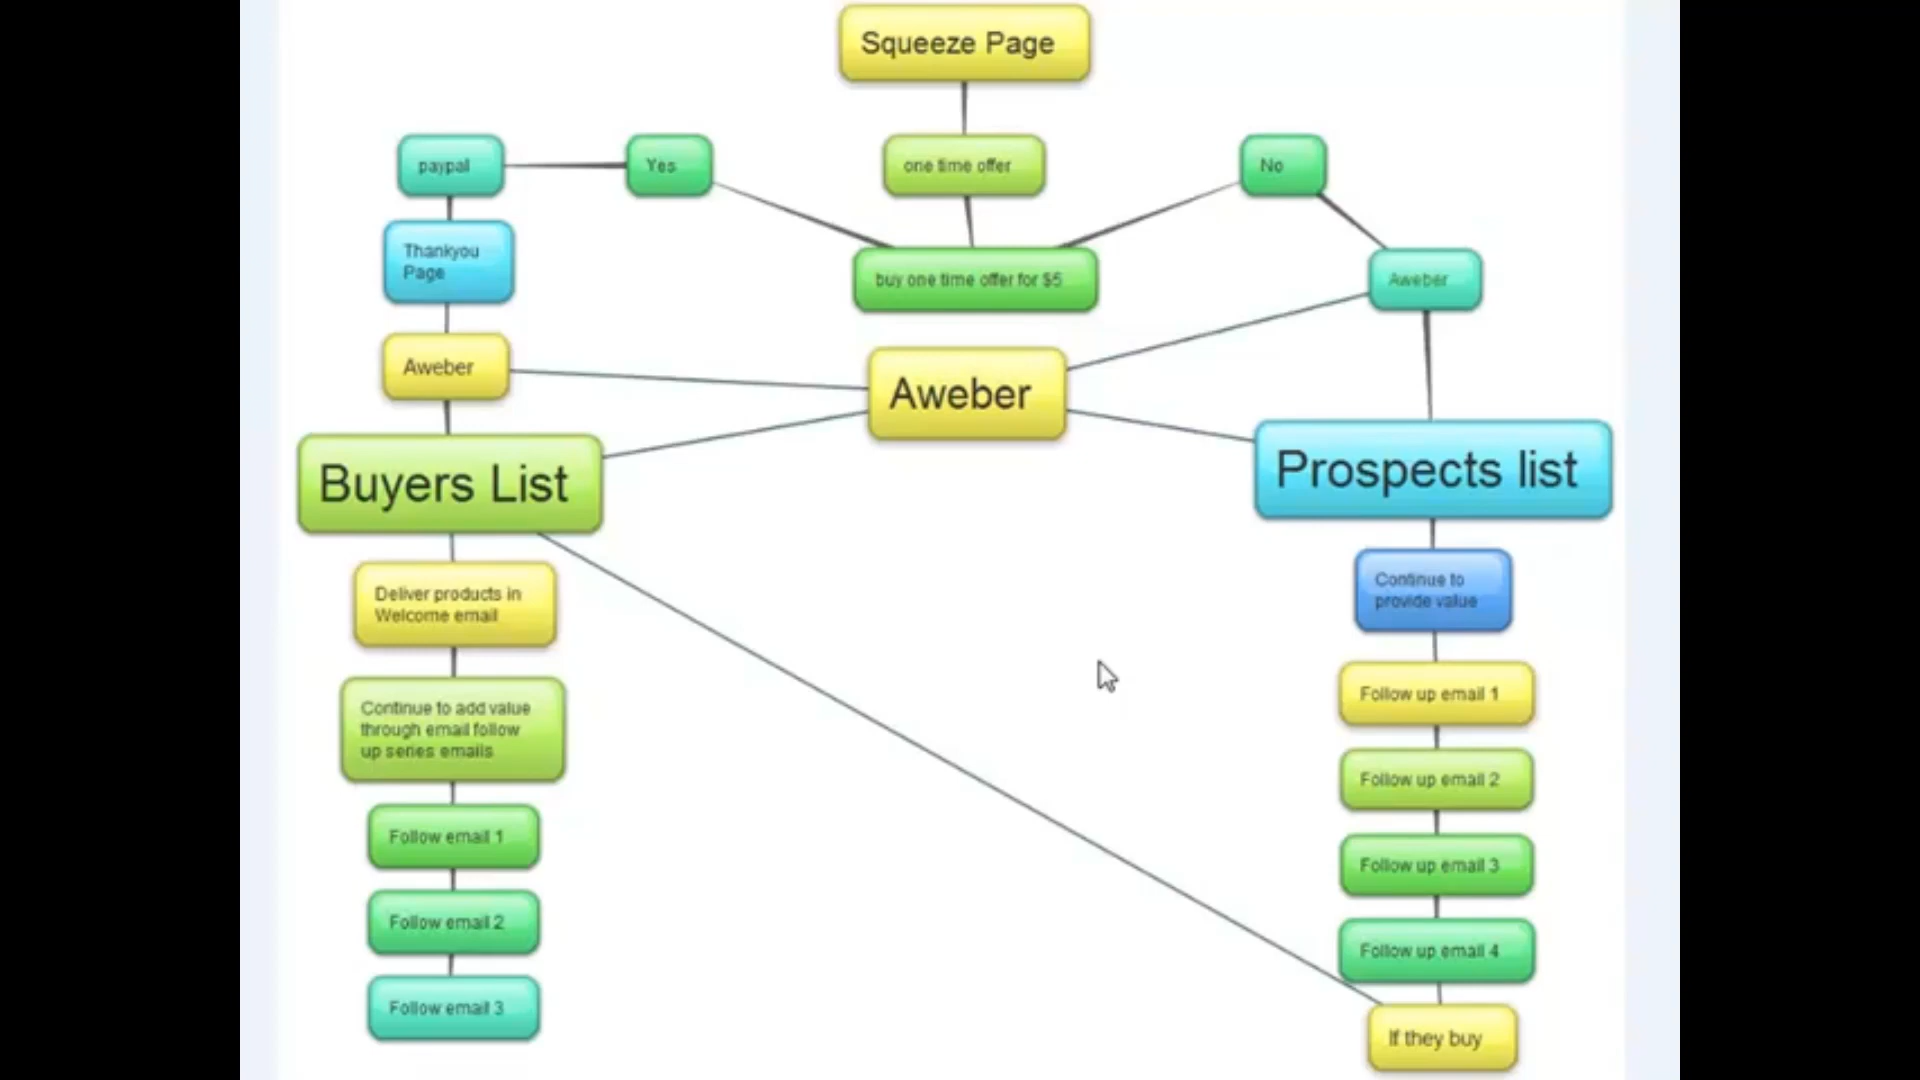 Squeeze Page
paypal
Yes
one time offer
No
Thankyou
Page
buy one time offer for $5
Aweber
Aweber
Aweber
Buyers List
Prospects list
Deliver products in
Welcome email
Continue to
provide value
Continue to add value
through email follow
up series emails
Follow up email 1
Follow up email 2
Follow email 1
Follow up email 3
Follow email 2
Follow up email 4
Follow email 3
If they buy